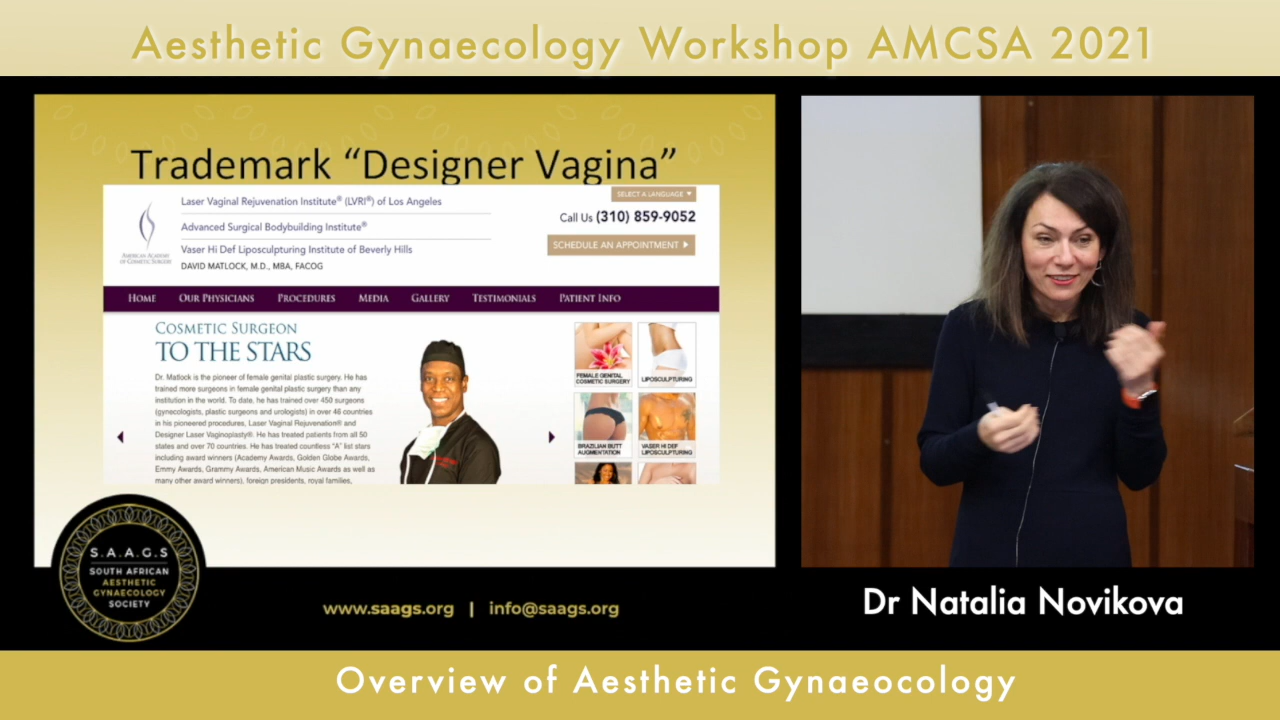 Aesthetic Gynaecology Workshop AMCSA 2021
Trademark “Designer Vagina”
SELECT A LANGUAGE
Laser Vaginal Rejuvenation Institute® (LVRI®) of Los Angeles
Call Us (310) 859-9052
Advanced Surgical Bodybuilding Institute®
SCHEDULE AN APPOINTMENT
Vaser Hi Def Liposculpturing Institute of Beverly Hills
AMERICAN ACADEMY
OF COSMETIC SURGERY
DAVID MATLOCK, M.D., MBA, FACOG
HOME OUR PHYSICIANS PROCEDURES MEDIA GALLERY TESTIMONIALS PATIENT INFO
COSMETIC SURGEON
TO THE STARS
Dr. Matlock is the pioneer of female genital plastic surgery. He has
trained more surgeons in female genital plastic surgery than any
institution in the world. To date, he has trained over 450 surgeons
(gynecologists, plastic surgeons and urologists) in over 46 countries
in his pioneered procedures, Laser Vaginal Rejuvenation® and
Designer Laser Vaginoplasty®. He has treated patients from all 50
states and over 70 countries. He has treated countless "A" list stars
including award winners (Academy Awards, Golden Globe Awards,
Emmy Awards, Grammy Awards, American Music Awards as well as
many other award winners), foreign presidents, royal families,
FEMALE GENITAL
COSMETIC SURGERY
LIPOSCULPTURING
BRAZILIAN BUTT
AUGMENTATION
VASER HI DEF
LIPOSCULPTURING
S.A.A.G.S
SOUTH AFRICAN
AESTHETIC
GYNAECOLOGY
SOCIETY
www.saags.org | info@saags.org
Dr Natalia Novikova
Overview of Aesthetic Gynaeocology